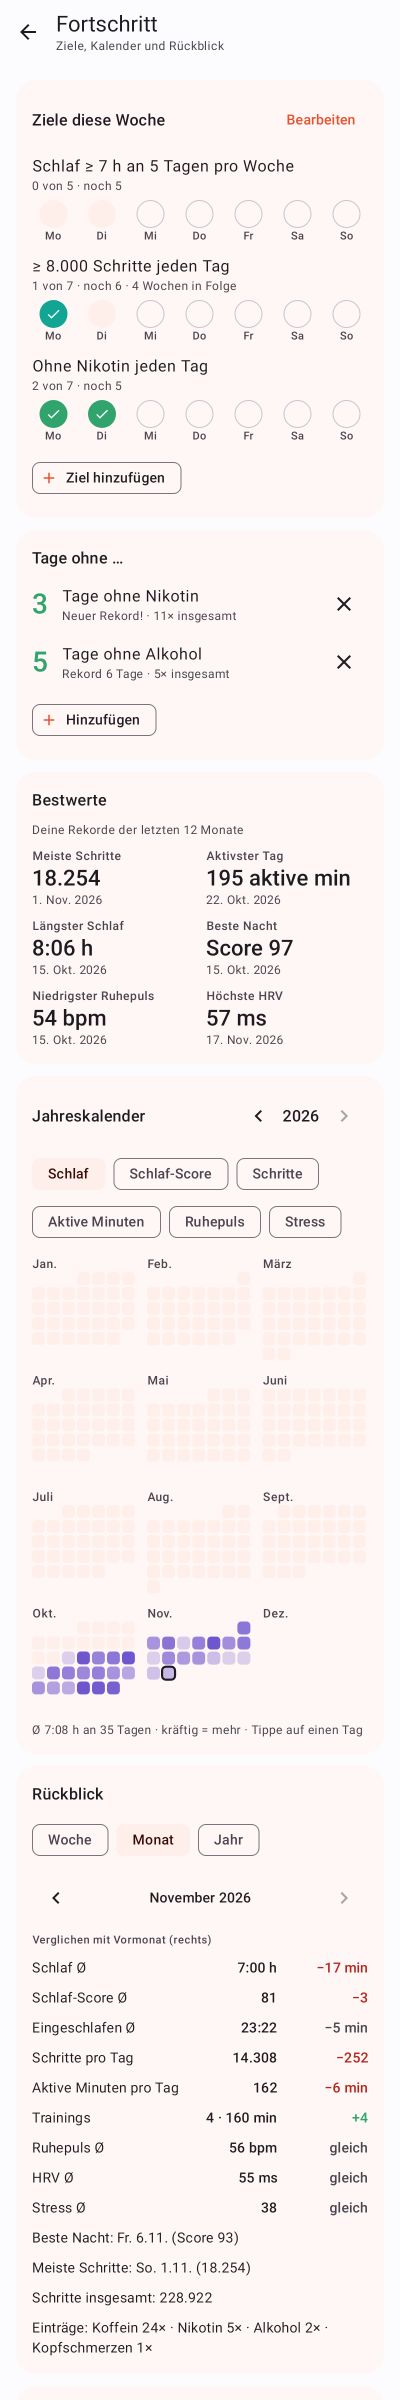 Fortschritt
Ziele, Kalender und Rückblick
Ziele diese Woche
Bearbeiten
Schlaf ≥ 7 h an 5 Tagen pro Woche
0 von 5 · noch 5
Mo Di Mi Do Fr Sa So
≥ 8.000 Schritte jeden Tag
1 von 7 · noch 6 · 4 Wochen in Folge
Mo Di Mi Do Fr Sa So
Ohne Nikotin jeden Tag
2 von 7 · noch 5
Mo Di Mi Do Fr Sa So
+ Ziel hinzufügen
Tage ohne …
3 Tage ohne Nikotin
Neuer Rekord! · 11× insgesamt
5 Tage ohne Alkohol
Rekord 6 Tage · 5× insgesamt
+ Hinzufügen
Bestwerte
Deine Rekorde der letzten 12 Monate
Meiste Schritte Aktivster Tag
18.254 195 aktive min
1. Nov. 2026 22. Okt. 2026
Längster Schlaf Beste Nacht
8:06 h Score 97
15. Okt. 2026 15. Okt. 2026
Niedrigster Ruhepuls Höchste HRV
54 bpm 57 ms
15. Okt. 2026 17. Nov. 2026
Jahreskalender 2026
Schlaf Schlaf-Score Schritte
Aktive Minuten Ruhepuls Stress
Jan. Feb. März
Apr. Mai Juni
Juli Aug. Sept.
Okt. Nov. Dez.
Ø 7:08 h an 35 Tagen · kräftig = mehr · Tippe auf einen Tag
Rückblick
Woche Monat Jahr
November 2026
Verglichen mit Vormonat (rechts)
Schlaf Ø 7:00 h −17 min
Schlaf-Score Ø 81 −3
Eingeschlafen Ø 23:22 −5 min
Schritte pro Tag 14.308 −252
Aktive Minuten pro Tag 162 −6 min
Trainings 4 · 160 min +4
Ruhepuls Ø 56 bpm gleich
HRV Ø 55 ms gleich
Stress Ø 38 gleich
Beste Nacht: Fr. 6.11. (Score 93)
Meiste Schritte: So. 1.11. (18.254)
Schritte insgesamt: 228.922
Einträge: Koffein 24× · Nikotin 5× · Alkohol 2× ·
Kopfschmerzen 1×